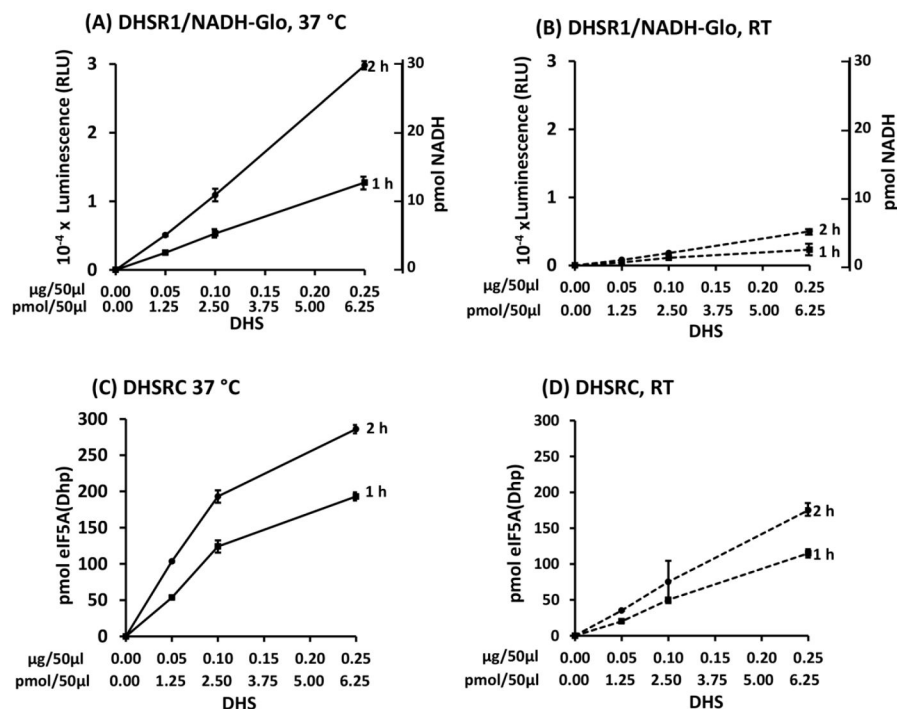 (A) DHSR1/NADH-Glo, 37 °C
10⁻⁴ x Luminescence (RLU)
3
2
1
0
30
20
10
0
pmol NADH
2 h
1 h
µg/50µl 0.00 0.05 0.10 0.15 0.20 0.25
pmol/50µl 0.00 1.25 2.50 3.75 5.00 6.25
DHS
(B) DHSR1/NADH-Glo, RT
10⁻⁴ xLuminescence (RLU)
3
2
1
0
30
20
10
0
pmol NADH
2 h
1 h
µg/50µl 0.00 0.05 0.10 0.15 0.20 0.25
pmol/50µl 0.00 1.25 2.50 3.75 5.00 6.25
DHS
(C) DHSRC 37 °C
pmol eIF5A(Dhp)
300
250
200
150
100
50
0
2 h
1 h
µg/50µl 0.00 0.05 0.10 0.15 0.20 0.25
pmol/50µl 0.00 1.25 2.50 3.75 5.00 6.25
DHS
(D) DHSRC, RT
pmol eIF5A(Dhp)
300
250
200
150
100
50
0
2 h
1 h
µg/50µl 0.00 0.05 0.10 0.15 0.20 0.25
pmol/50µl 0.00 1.25 2.50 3.75 5.00 6.25
DHS